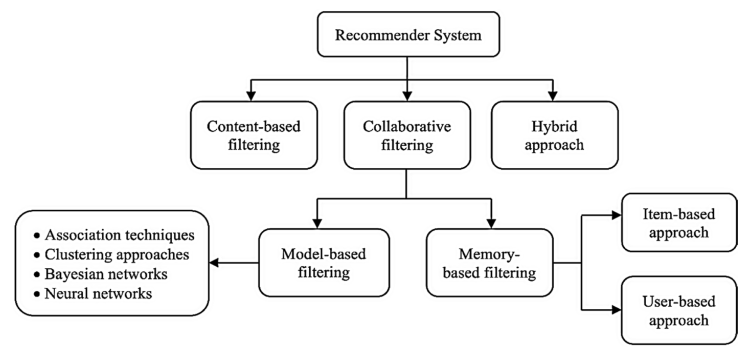 Recommender System
Content-based
filtering
Collaborative
filtering
Hybrid
approach
• Association techniques
• Clustering approaches
• Bayesian networks
• Neural networks
Model-based
filtering
Memory-
based filtering
Item-based
approach
User-based
approach